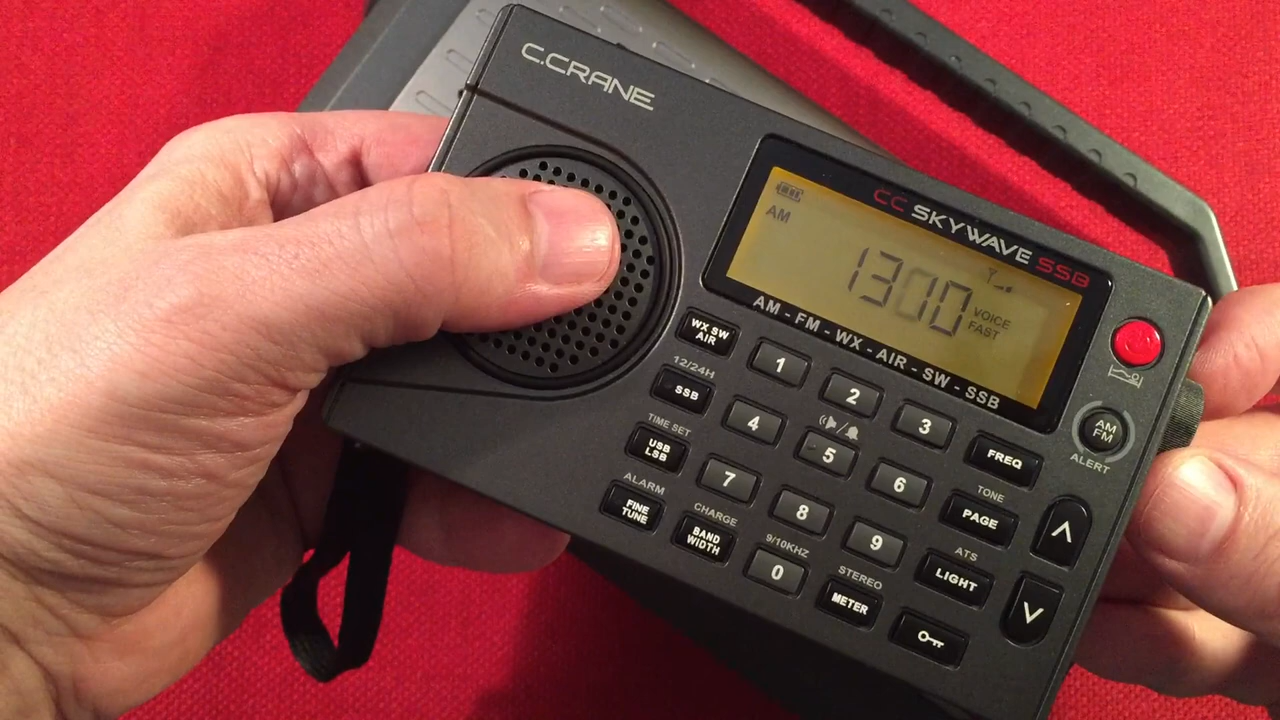 C.CRANE
CC SKYWAVE SSB
AM
1300
VOICE
FAST
AM - FM - WX - AIR - SW - SSB
WX SW
AIR
1
2
3
FREQ
AM
FM
ALERT
12/24H
SSB
4
5
6
TONE
PAGE
TIME SET
USB
LSB
7
8
9
ATS
LIGHT
ALARM
FINE
TUNE
CHARGE
BAND
WIDTH
9/10KHZ
0
STEREO
METER